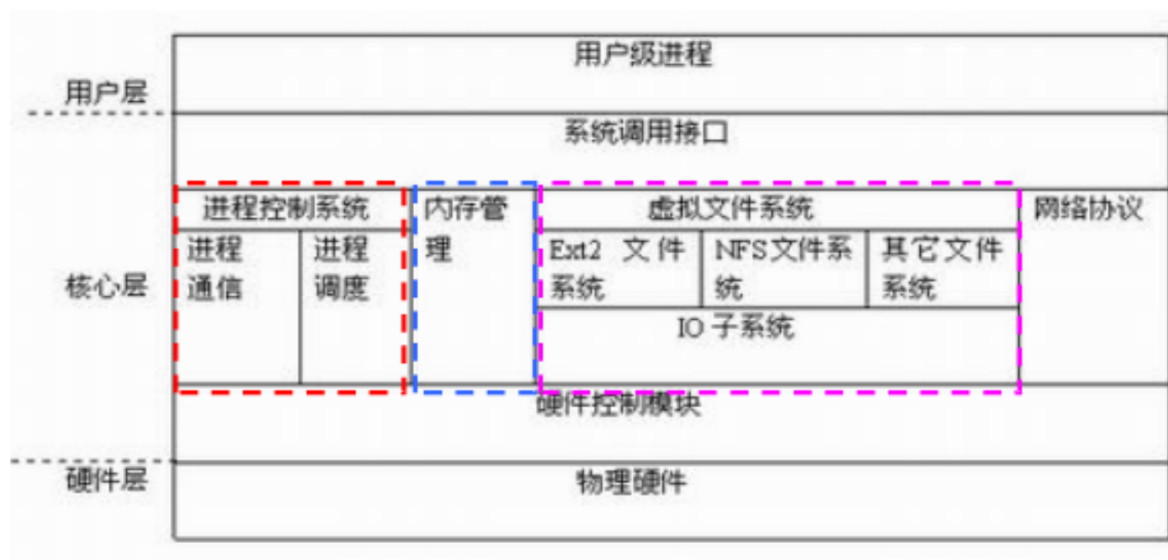 用户级进程
用户层
系统调用接口
进程控制系统
内存管
理
虚拟文件系统
网络协议
进程
通信
进程
调度
Ext2 文件
系统
NFS文件系
统
其它文件
系统
核心层
IO 子系统
硬件控制模块
硬件层
物理硬件